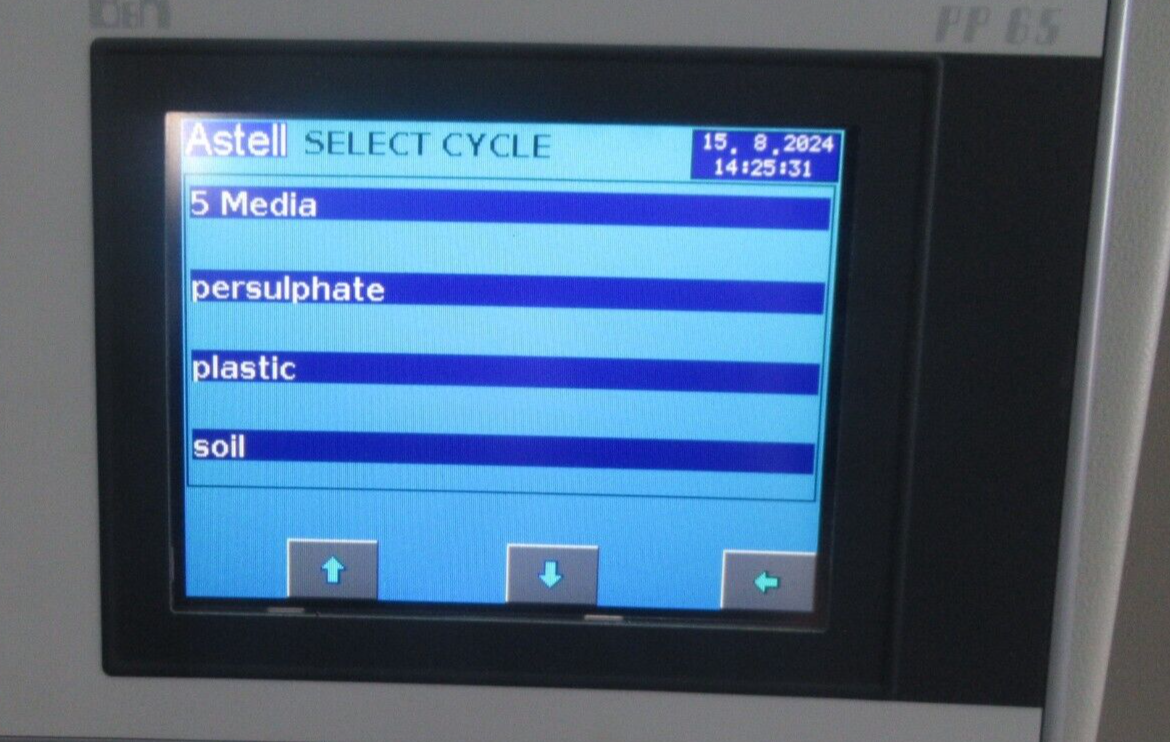 PP 65
Astell SELECT CYCLE 15. 8.2024
14:25:31
5 Media
persulphate
plastic
soil